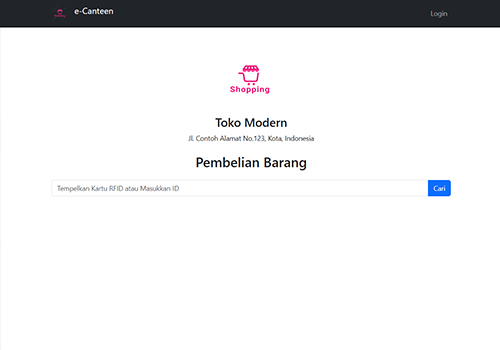 e-Canteen
Login
Shopping
Toko Modern
Jl. Contoh Alamat No.123, Kota, Indonesia
Pembelian Barang
Tempelkan Kartu RFID atau Masukkan ID
Cari